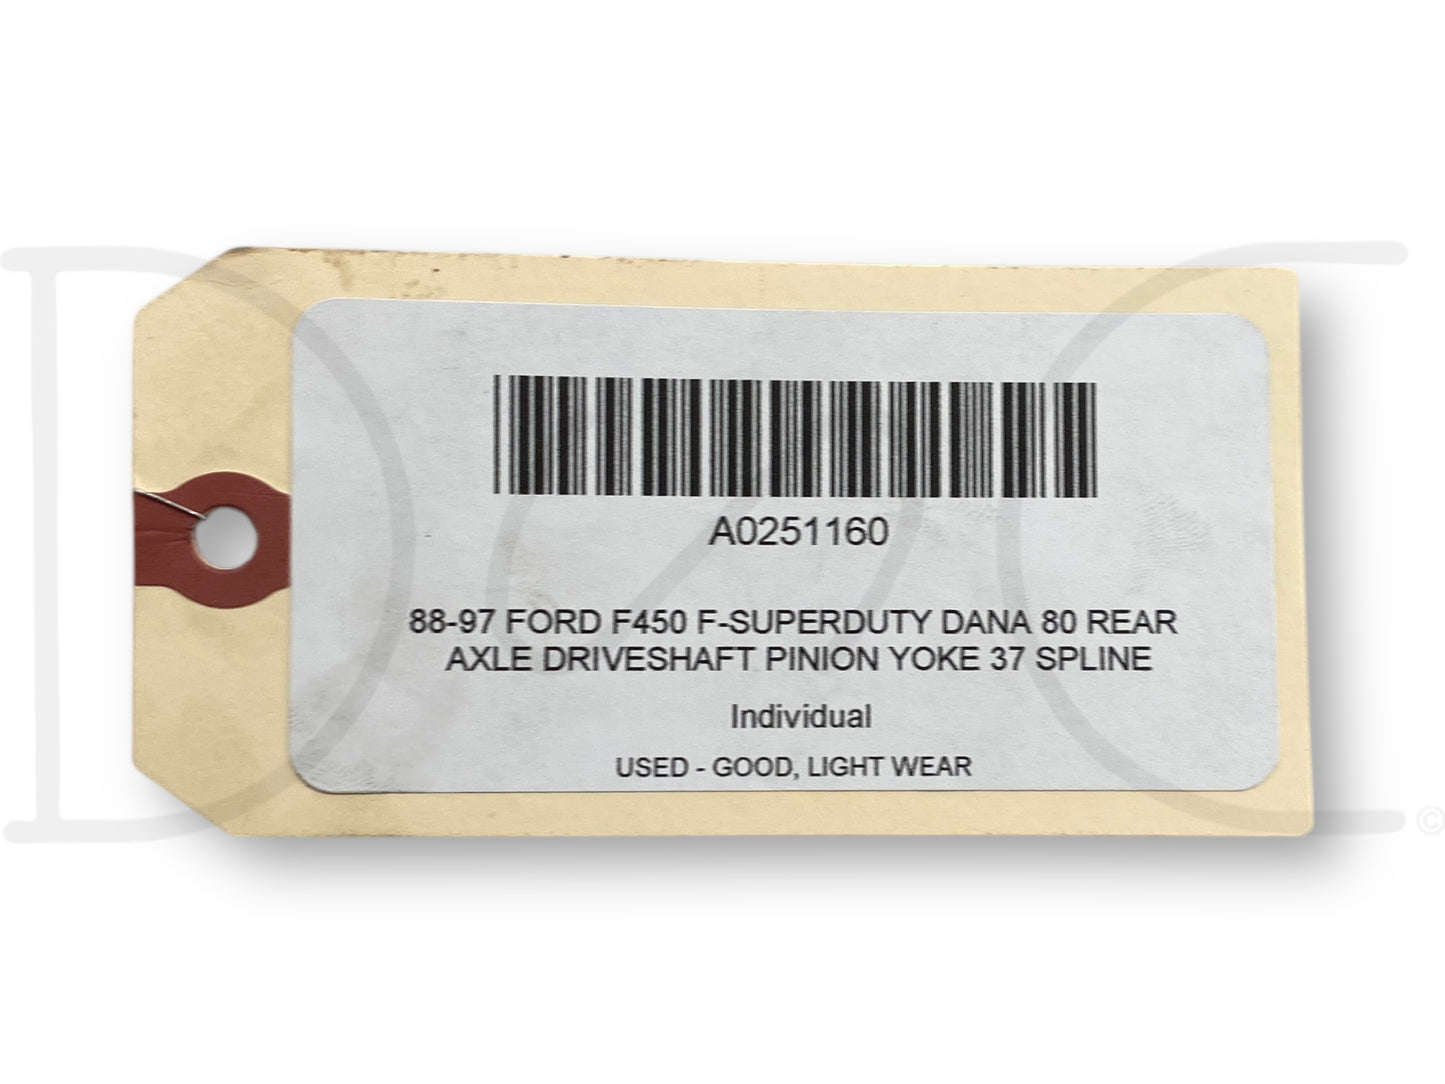 A0251160
88-97 FORD F450 F-SUPERDUTY DANA 80 REAR
AXLE DRIVESHAFT PINION YOKE 37 SPLINE
Individual
USED - GOOD, LIGHT WEAR
©